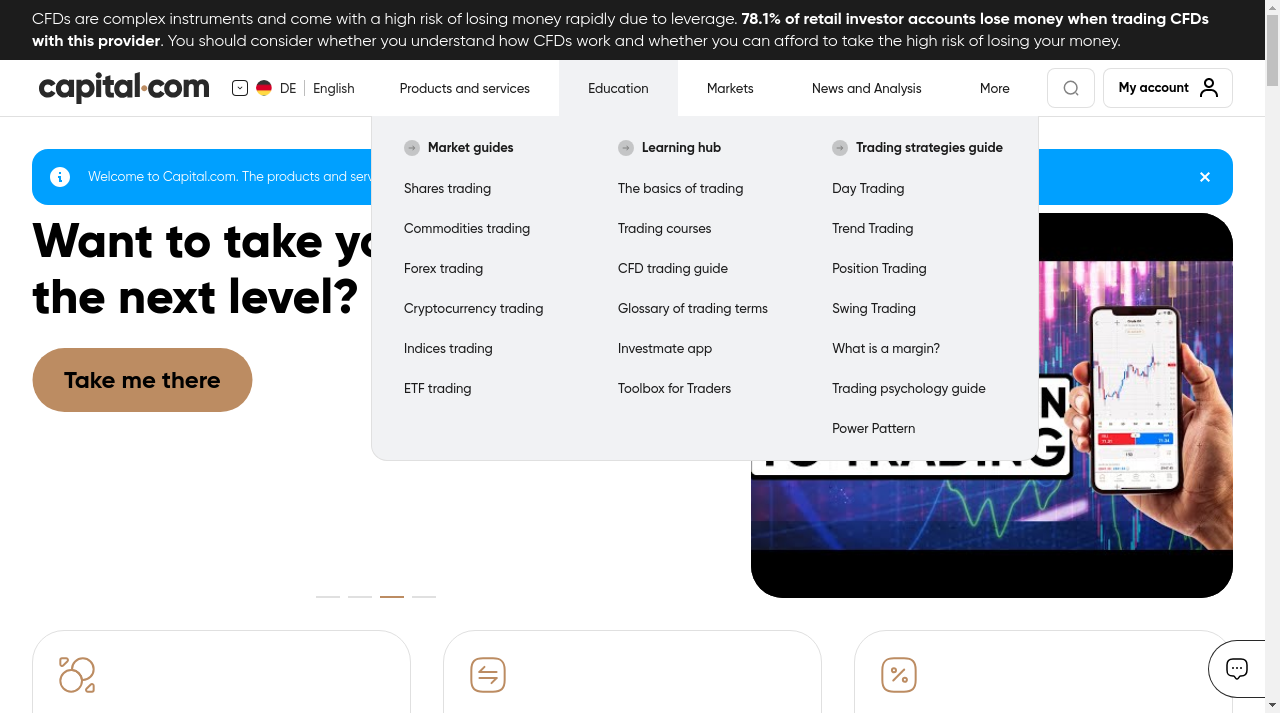 CFDs are complex instruments and come with a high risk of losing money rapidly due to leverage. 78.1% of retail investor accounts lose money when trading CFDs
with this provider. You should consider whether you understand how CFDs work and whether you can afford to take the high risk of losing your money.
capital.com
DE English
Products and services
Education
Markets
News and Analysis
More
My account
Market guides
Shares trading
Commodities trading
Forex trading
Cryptocurrency trading
Indices trading
ETF trading
Learning hub
The basics of trading
Trading courses
CFD trading guide
Glossary of trading terms
Investmate app
Toolbox for Traders
Trading strategies guide
Day Trading
Trend Trading
Position Trading
Swing Trading
What is a margin?
Trading psychology guide
Power Pattern
Welcome to Capital.com. The products and
Want to take
the next level?
Take me there